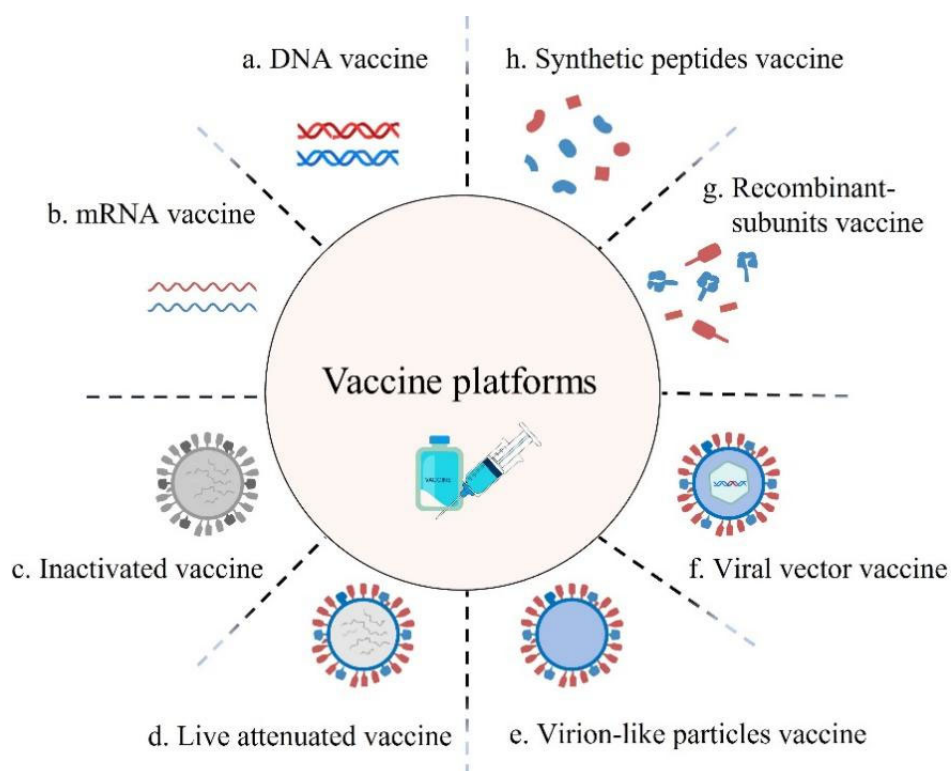 a. DNA vaccine
h. Synthetic peptides vaccine
b. mRNA vaccine
g. Recombinant-
subunits vaccine
Vaccine platforms
VACCINE
c. Inactivated vaccine
f. Viral vector vaccine
d. Live attenuated vaccine
e. Virion-like particles vaccine